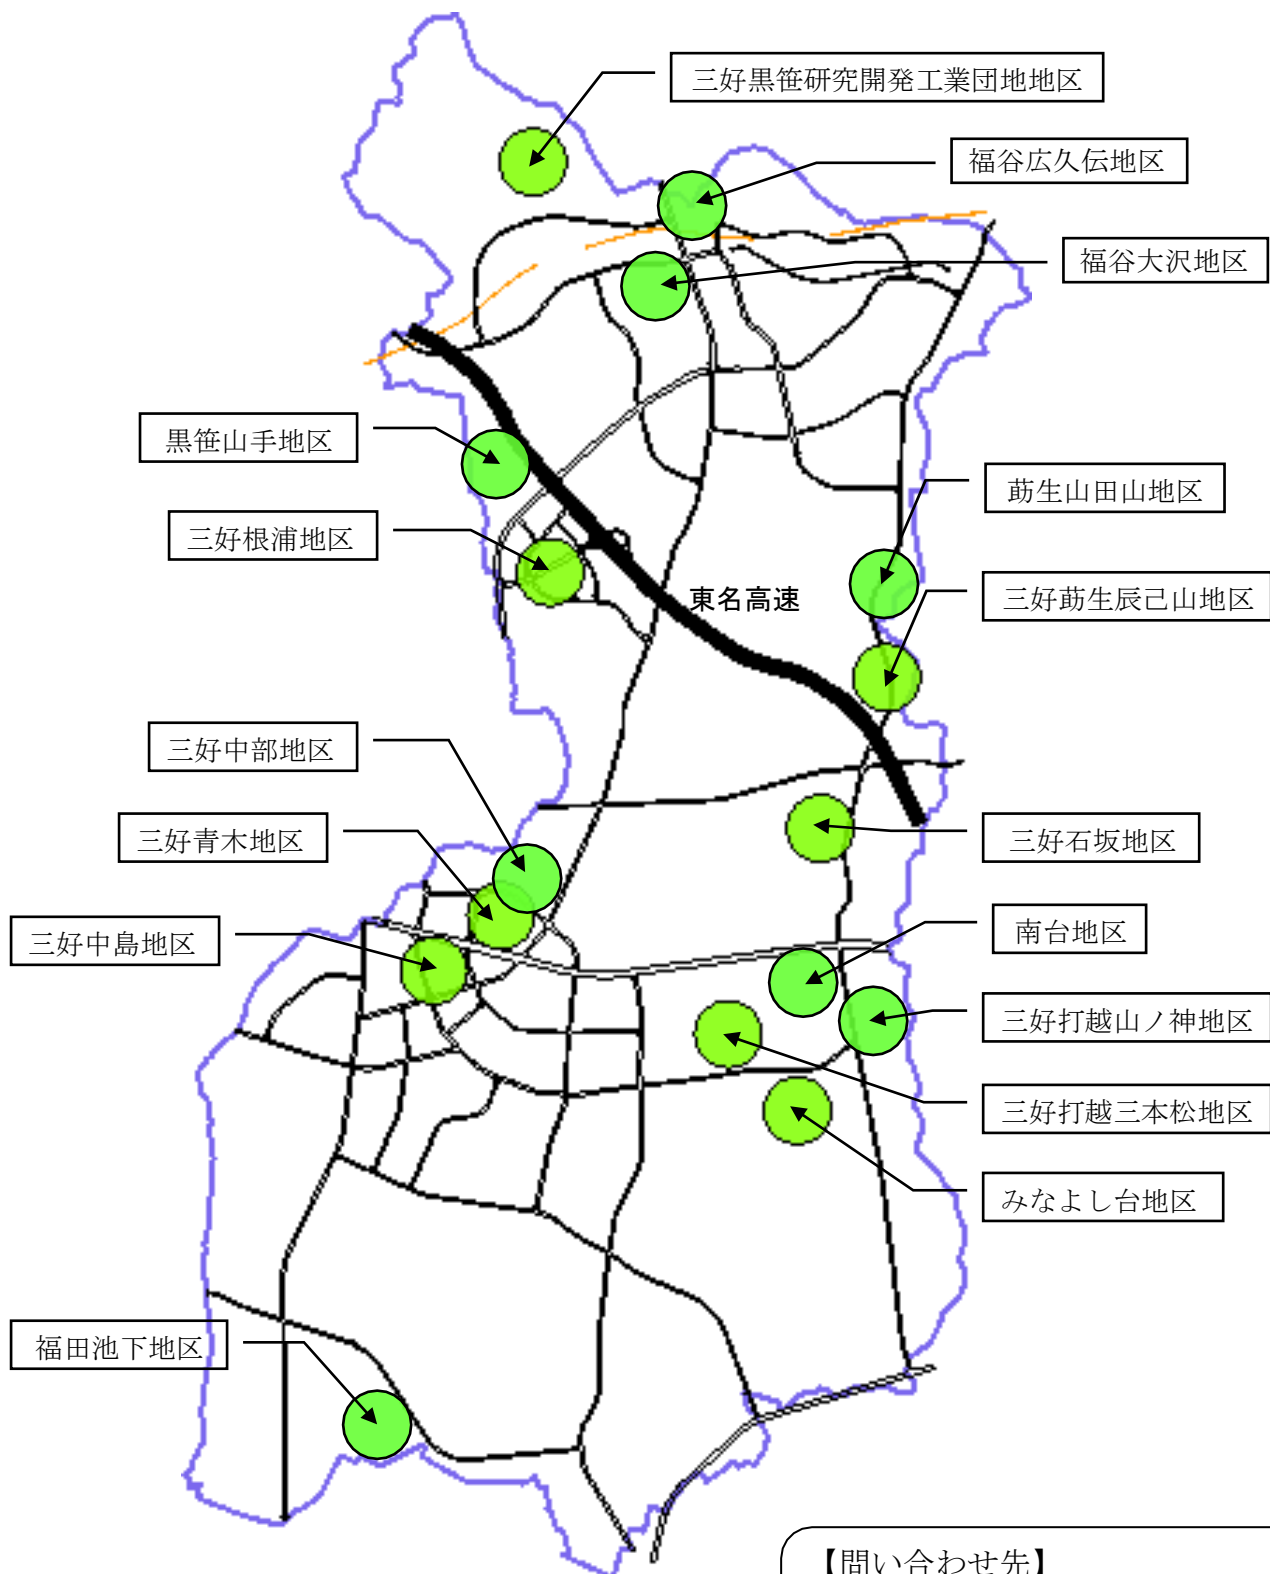 三好黒笹研究開発工業団地地区
福谷広久伝地区
福谷大沢地区
黒笹山手地区
莇生山田山地区
三好根浦地区
三好莇生辰己山地区
東名高速
三好中部地区
三好青木地区
三好石坂地区
三好中島地区
南台地区
三好打越山ノ神地区
三好打越三本松地区
みなよし台地区
福田池下地区
【問い合わせ先】